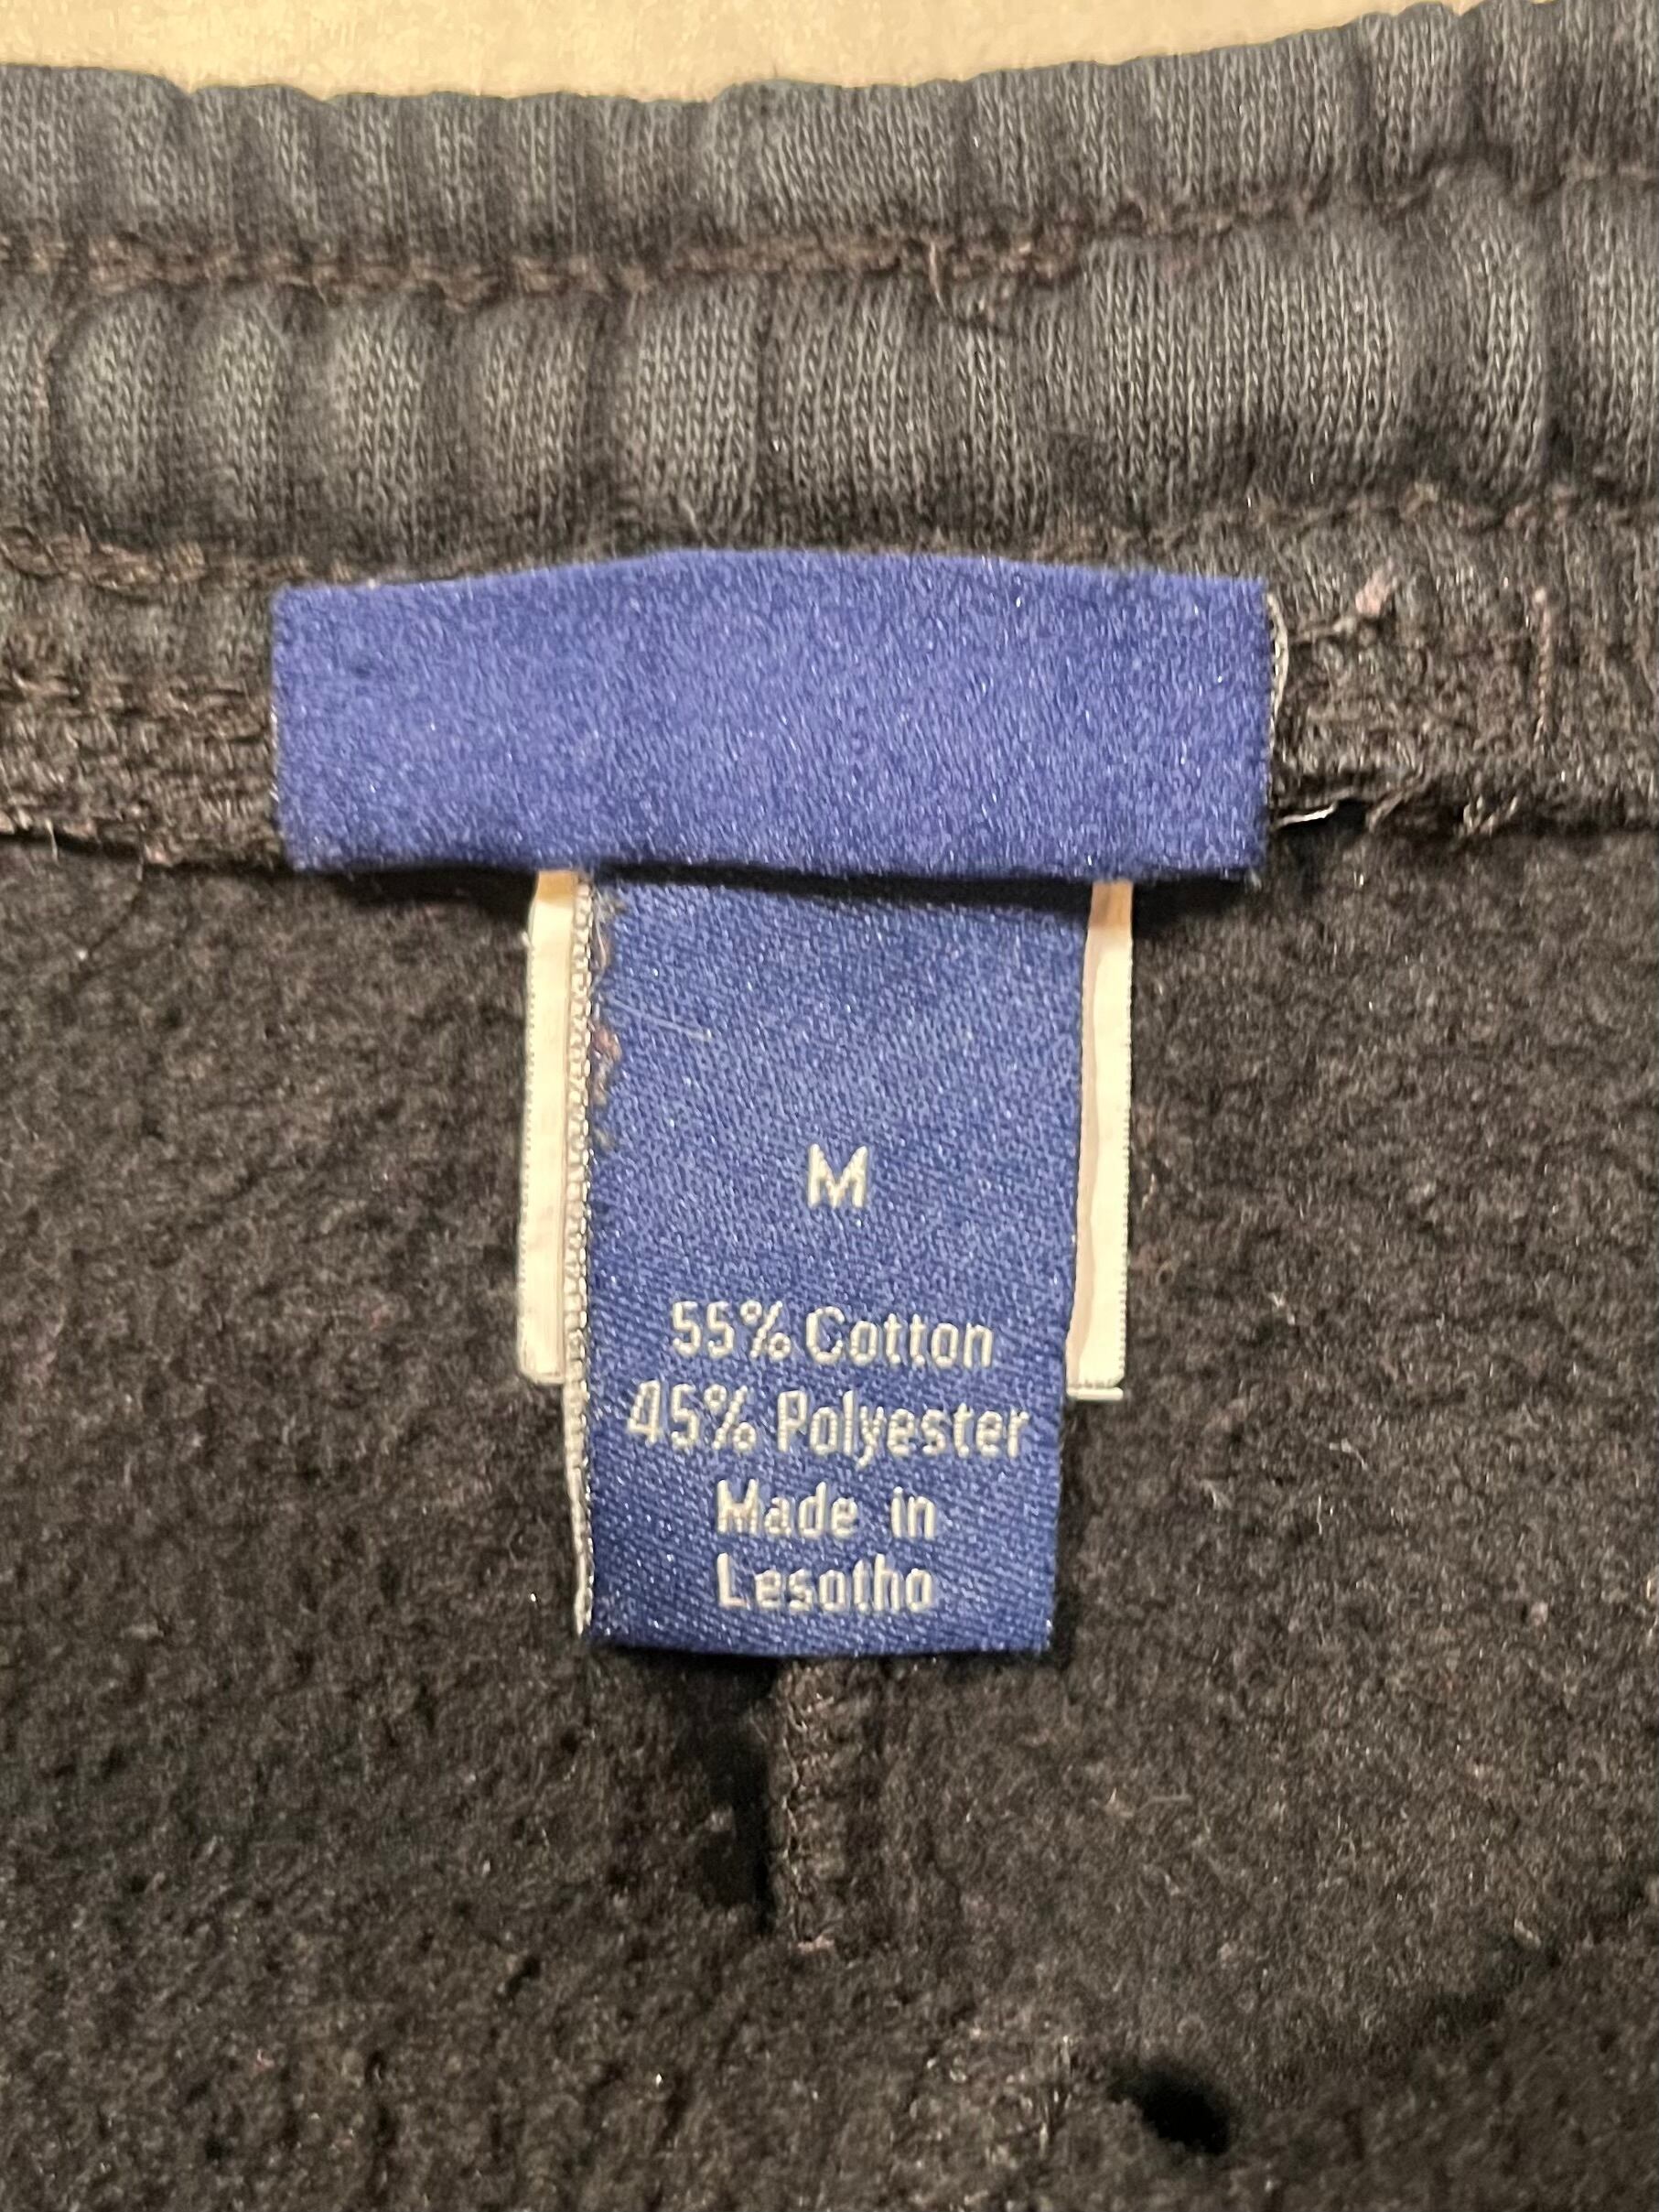 M
55% Cotton
45% Polyester
Made in
Lesotho